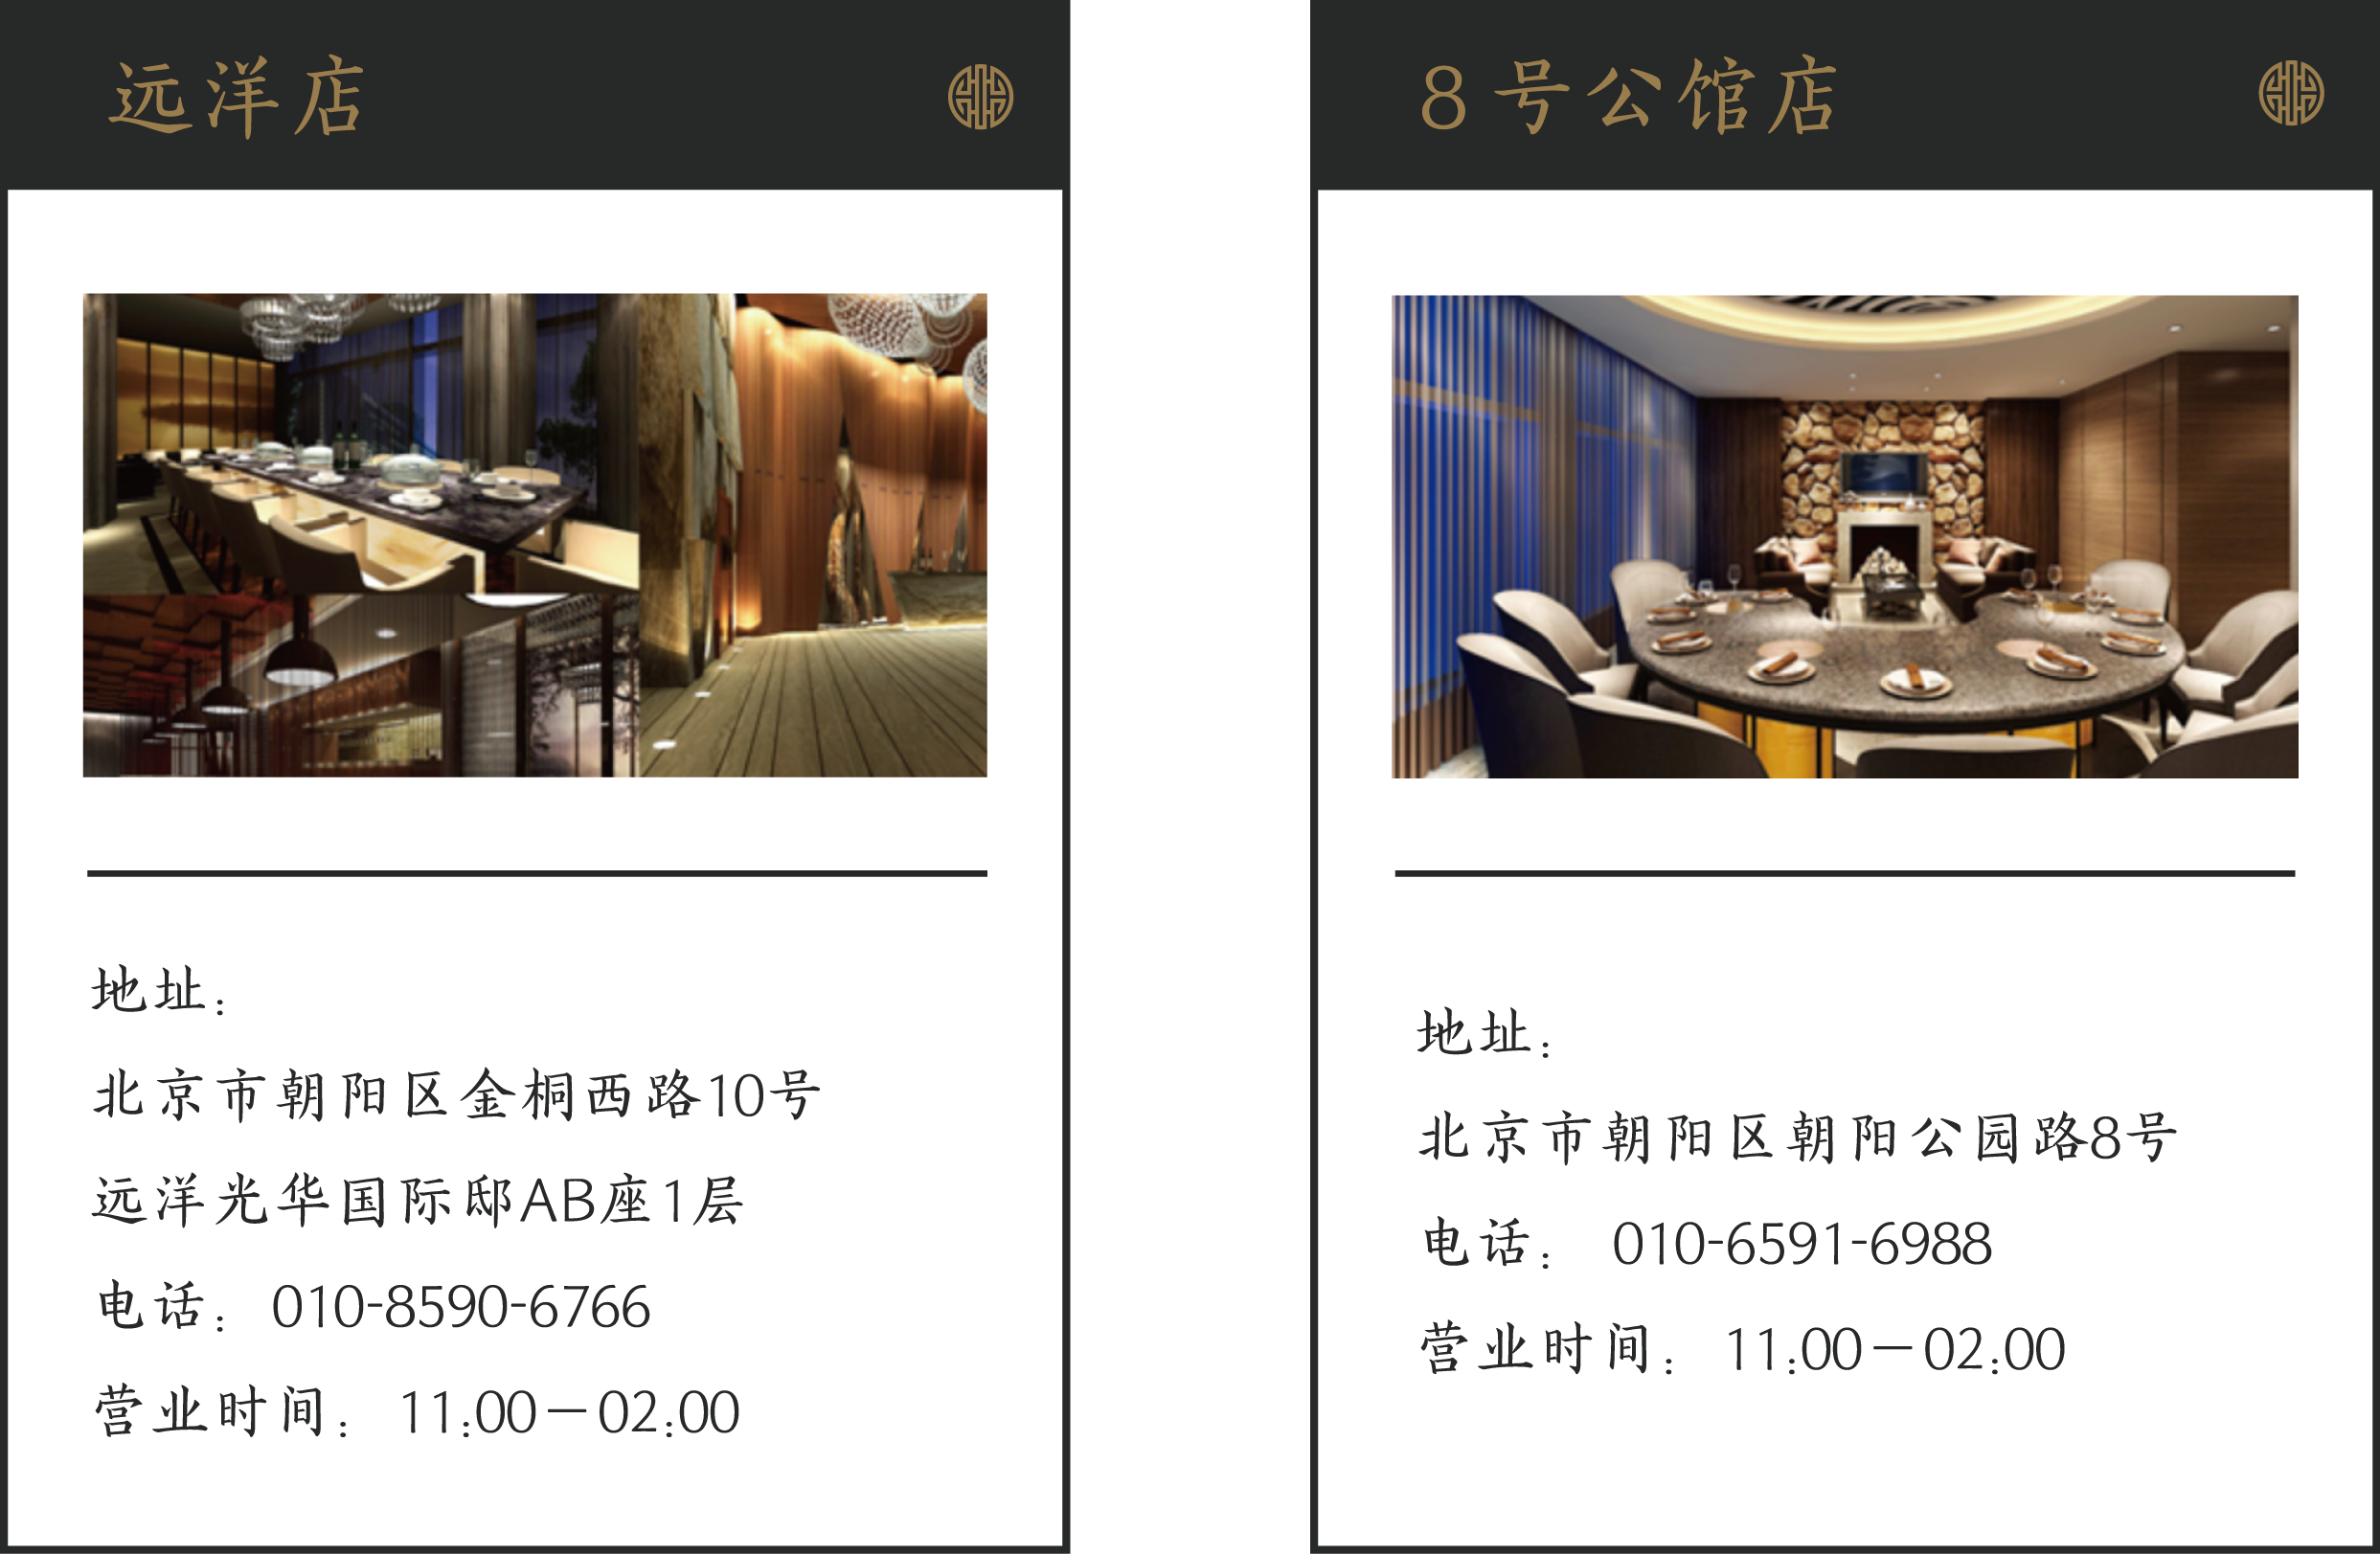 远洋店
地址：
北京市朝阳区金桐西路10号
远洋光华国际附AB座1层
电话： 010-8590-6766
营业时间： 11:00—02:00
8号公馆店
地址：
北京市朝阳区朝阳公园路8号
电话： 010-6591-6988
营业时间： 11:00—02:00